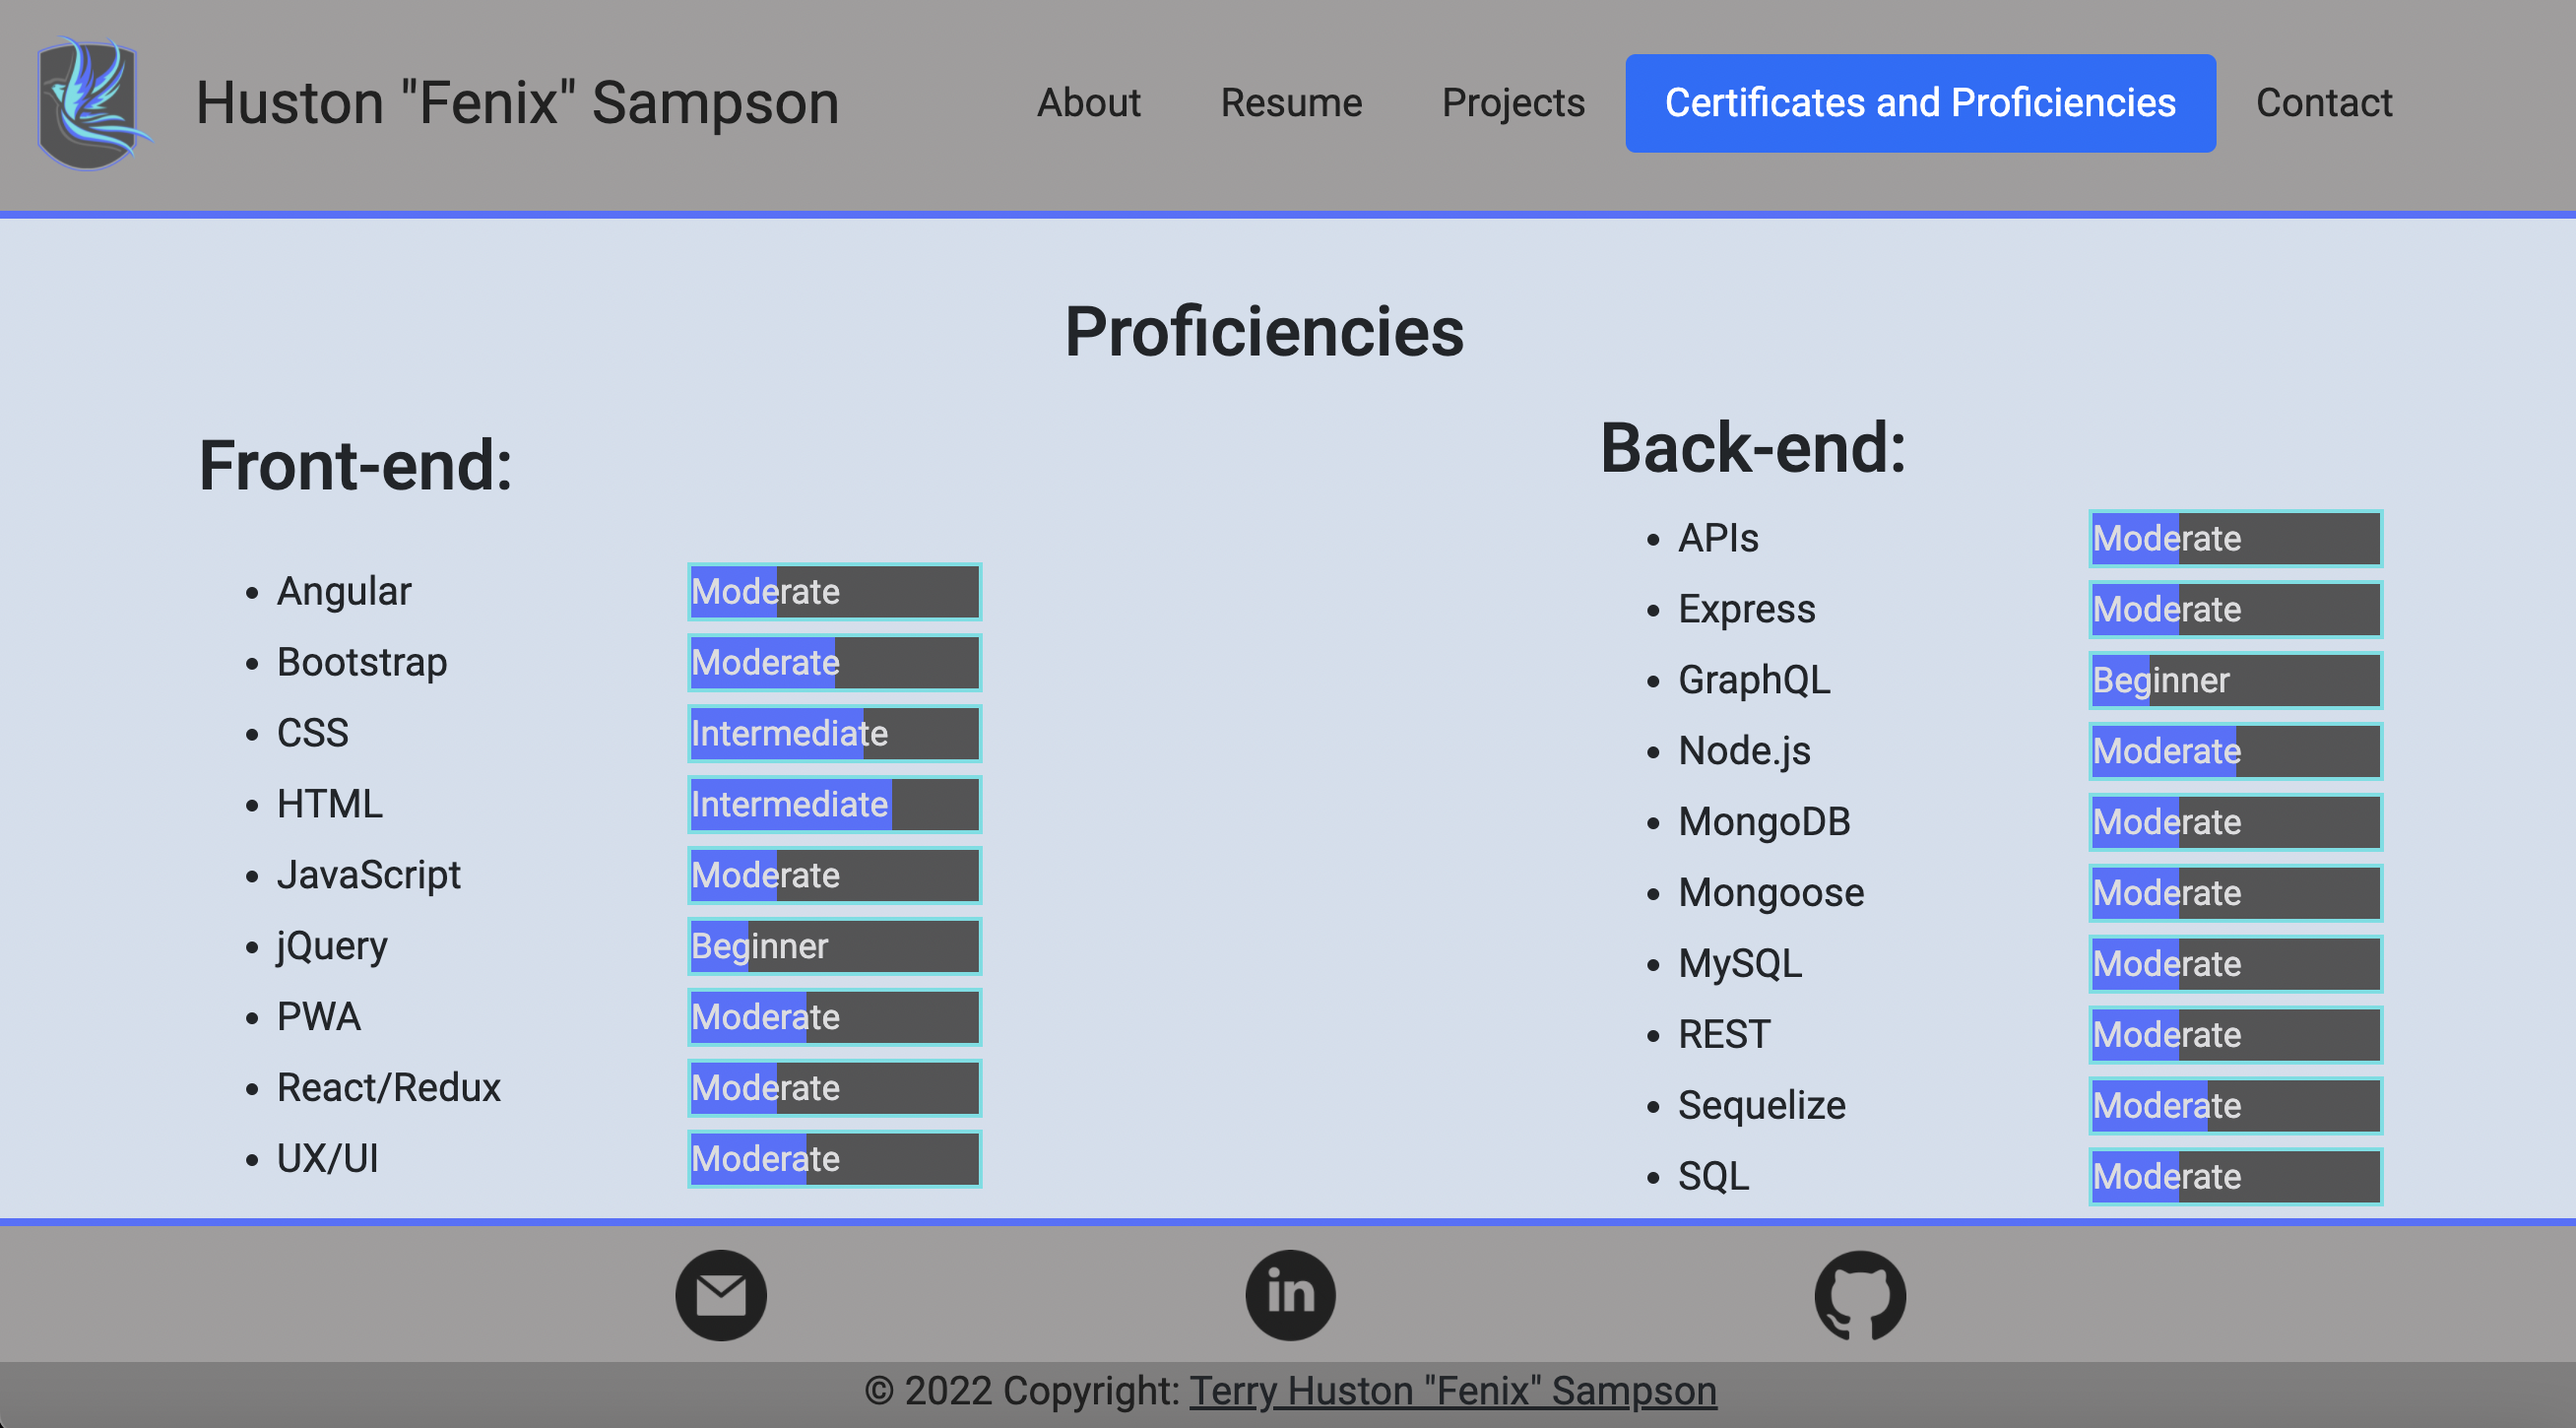 Huston "Fenix" Sampson
About
Resume
Projects
Certificates and Proficiencies
Contact
Proficiencies
Front-end:
Angular Moderate
Bootstrap Moderate
CSS Intermediate
HTML Intermediate
JavaScript Moderate
jQuery Beginner
PWA Moderate
React/Redux Moderate
UX/UI Moderate
Back-end:
APIs Moderate
Express Moderate
GraphQL Beginner
Node.js Moderate
MongoDB Moderate
Mongoose Moderate
MySQL Moderate
REST Moderate
Sequelize Moderate
SQL Moderate
in
© 2022 Copyright: Terry Huston "Fenix" Sampson